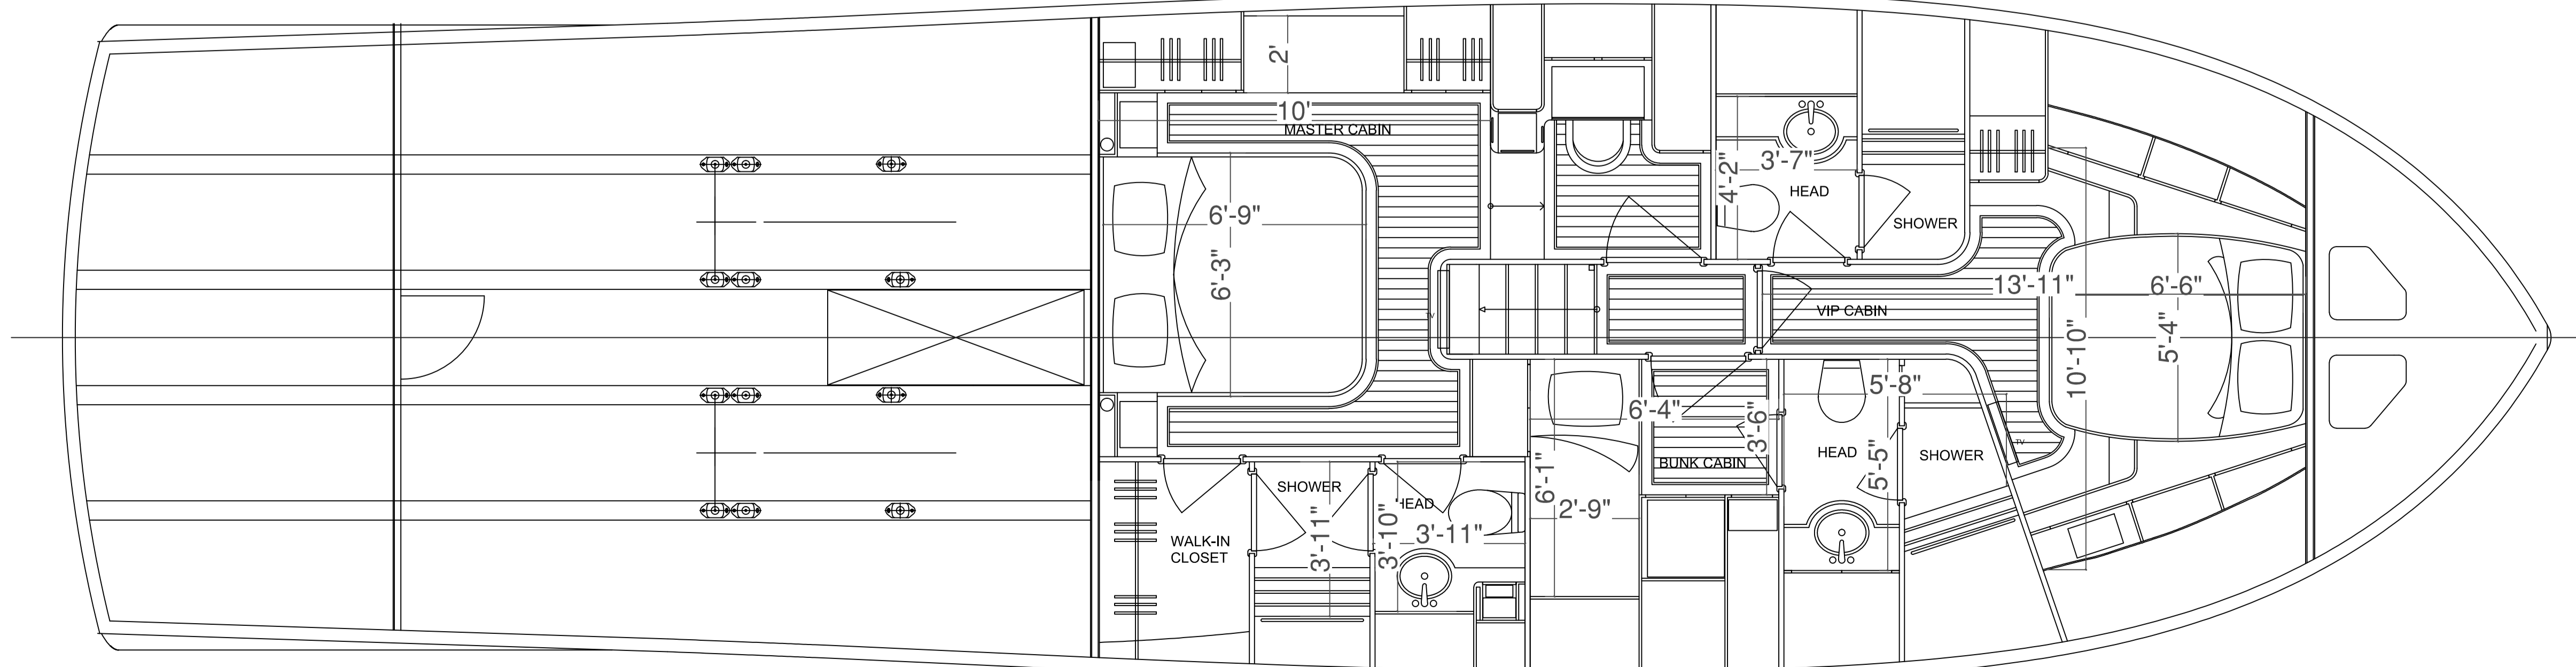 2'
10'
MASTER CABIN
6'-9"
6'-3"
TV
4'-2"
3'-7"
HEAD
SHOWER
13'-11"
6'-6"
VIP CABIN
5'-4"
10'-10"
5'-8"
6'-4"
3'-6"
HEAD
SHOWER
TV
5'-5"
BUNK CABIN
6'-1"
2'-9"
SHOWER
HEAD
3'-11"
3'-10"
3'-11"
WALK-IN
CLOSET